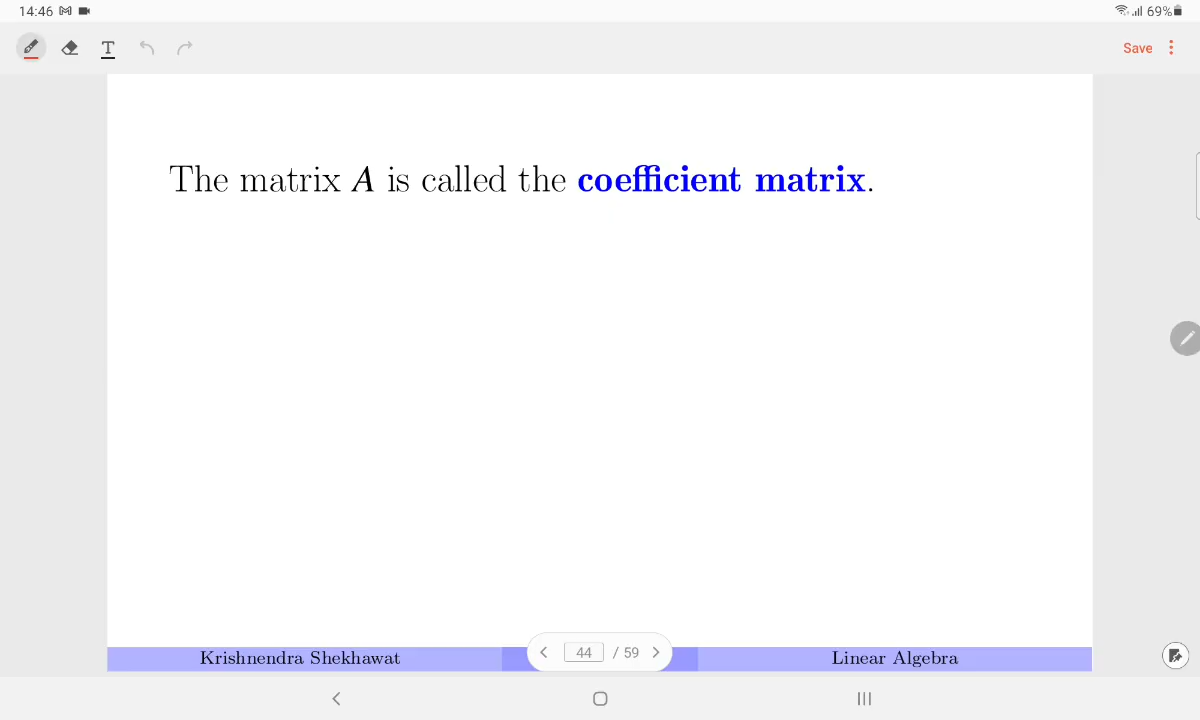 14:46
69%
T
Save
The matrix A is called the coefficient matrix.
Krishnendra Shekhawat
44 / 59
Linear Algebra